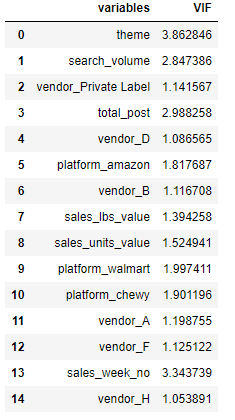 variables VIF
0 theme 3.862846
1 search_volume 2.847386
2 vendor_Private Label 1.141567
3 total_post 2.988258
4 vendor_D 1.086565
5 platform_amazon 1.817687
6 vendor_B 1.116708
7 sales_lbs_value 1.394258
8 sales_units_value 1.524941
9 platform_walmart 1.997411
10 platform_chewy 1.901196
11 vendor_A 1.198755
12 vendor_F 1.125122
13 sales_week_no 3.343739
14 vendor_H 1.053891